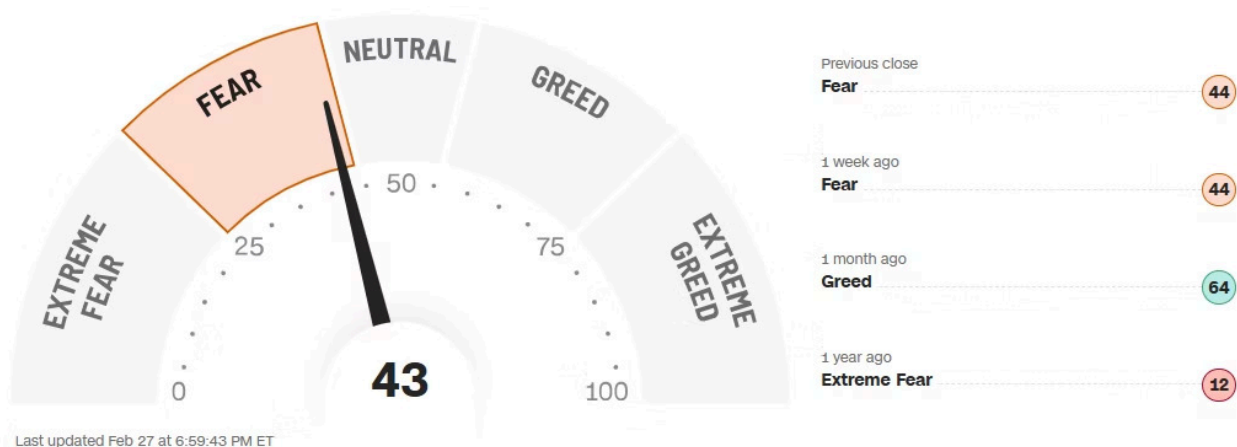 NEUTRAL
FEAR
GREED
EXTREME
FEAR
EXTREME
GREED
0
25
50
75
100
43
Last updated Feb 27 at 6:59:43 PM ET
Previous close
Fear 44
1 week ago
Fear 44
1 month ago
Greed 64
1 year ago
Extreme Fear 12